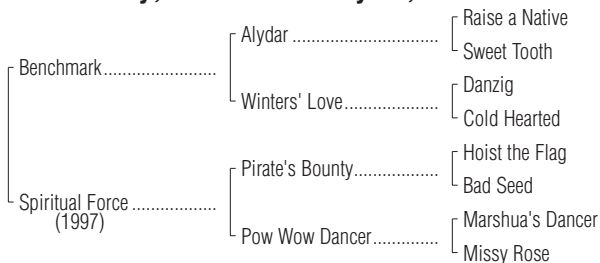 Raise a Native
Alydar ......................................
Sweet Tooth
Benchmark.......................
Danzig
Winters' Love........................
Cold Hearted
Hoist the Flag
Pirate's Bounty......................
Bad Seed
Spiritual Force .................
(1997)
Marshua's Dancer
Pow Wow Dancer.................
Missy Rose